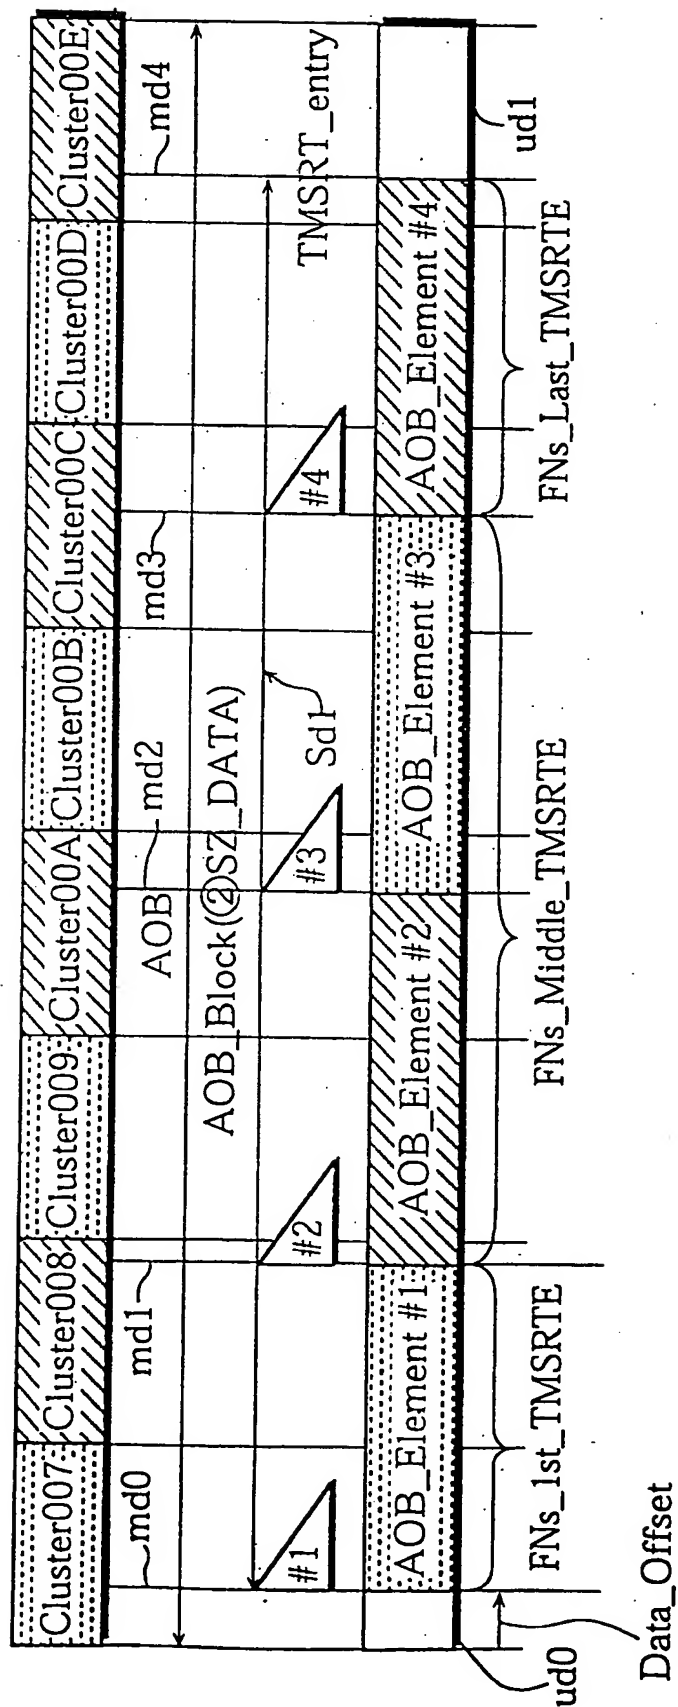 Cluster007 Cluster008 Cluster009 Cluster00A Cluster00B Cluster00C Cluster00D Cluster00E
md0 md1 md2 md3 md4
AOB
AOB_Block(②SZ_DATA)
Sd1
#1 #2 #3 #4
TMSRT_entry
AOB_Element #1 AOB_Element #2 AOB_Element #3 AOB_Element #4
ud0 ud1
FNs_1st_TMSRTE FNs_Middle_TMSRTE FNs_Last_TMSRTE
Data_Offset